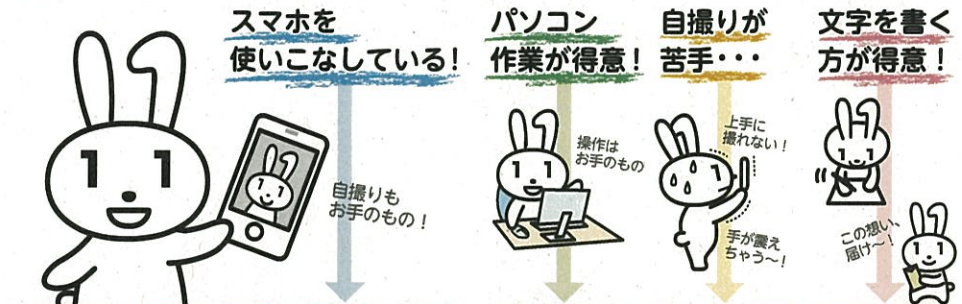 スマホを
使いこなしている!
自撮りも
お手のもの!
パソコン
作業が得意!
操作は
お手のもの
自撮りが
苦手・・・
上手に
撮れない!
手が震え
ちゃう〜!
文字を書く
方が得意!
この想い、
届け〜!